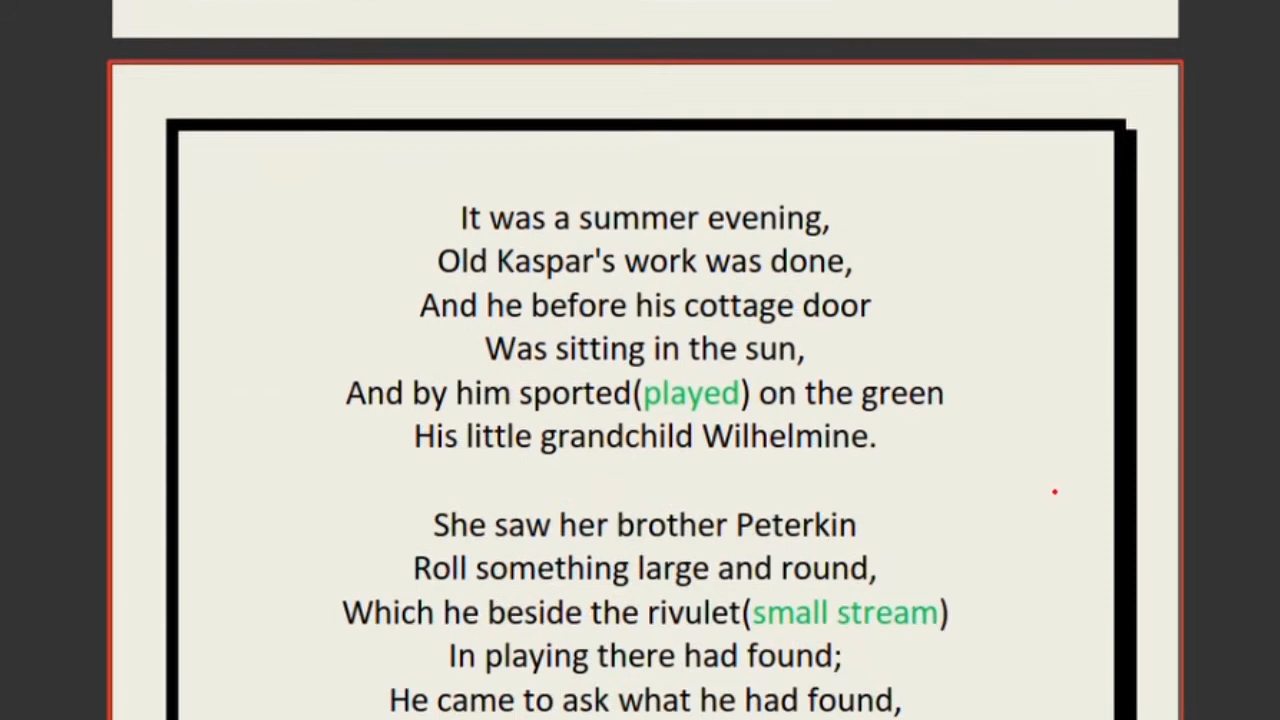 It was a summer evening,
Old Kaspar's work was done,
And he before his cottage door
Was sitting in the sun,
And by him sported(played) on the green
His little grandchild Wilhelmine.
She saw her brother Peterkin
Roll something large and round,
Which he beside the rivulet(small stream)
In playing there had found;
He came to ask what he had found,